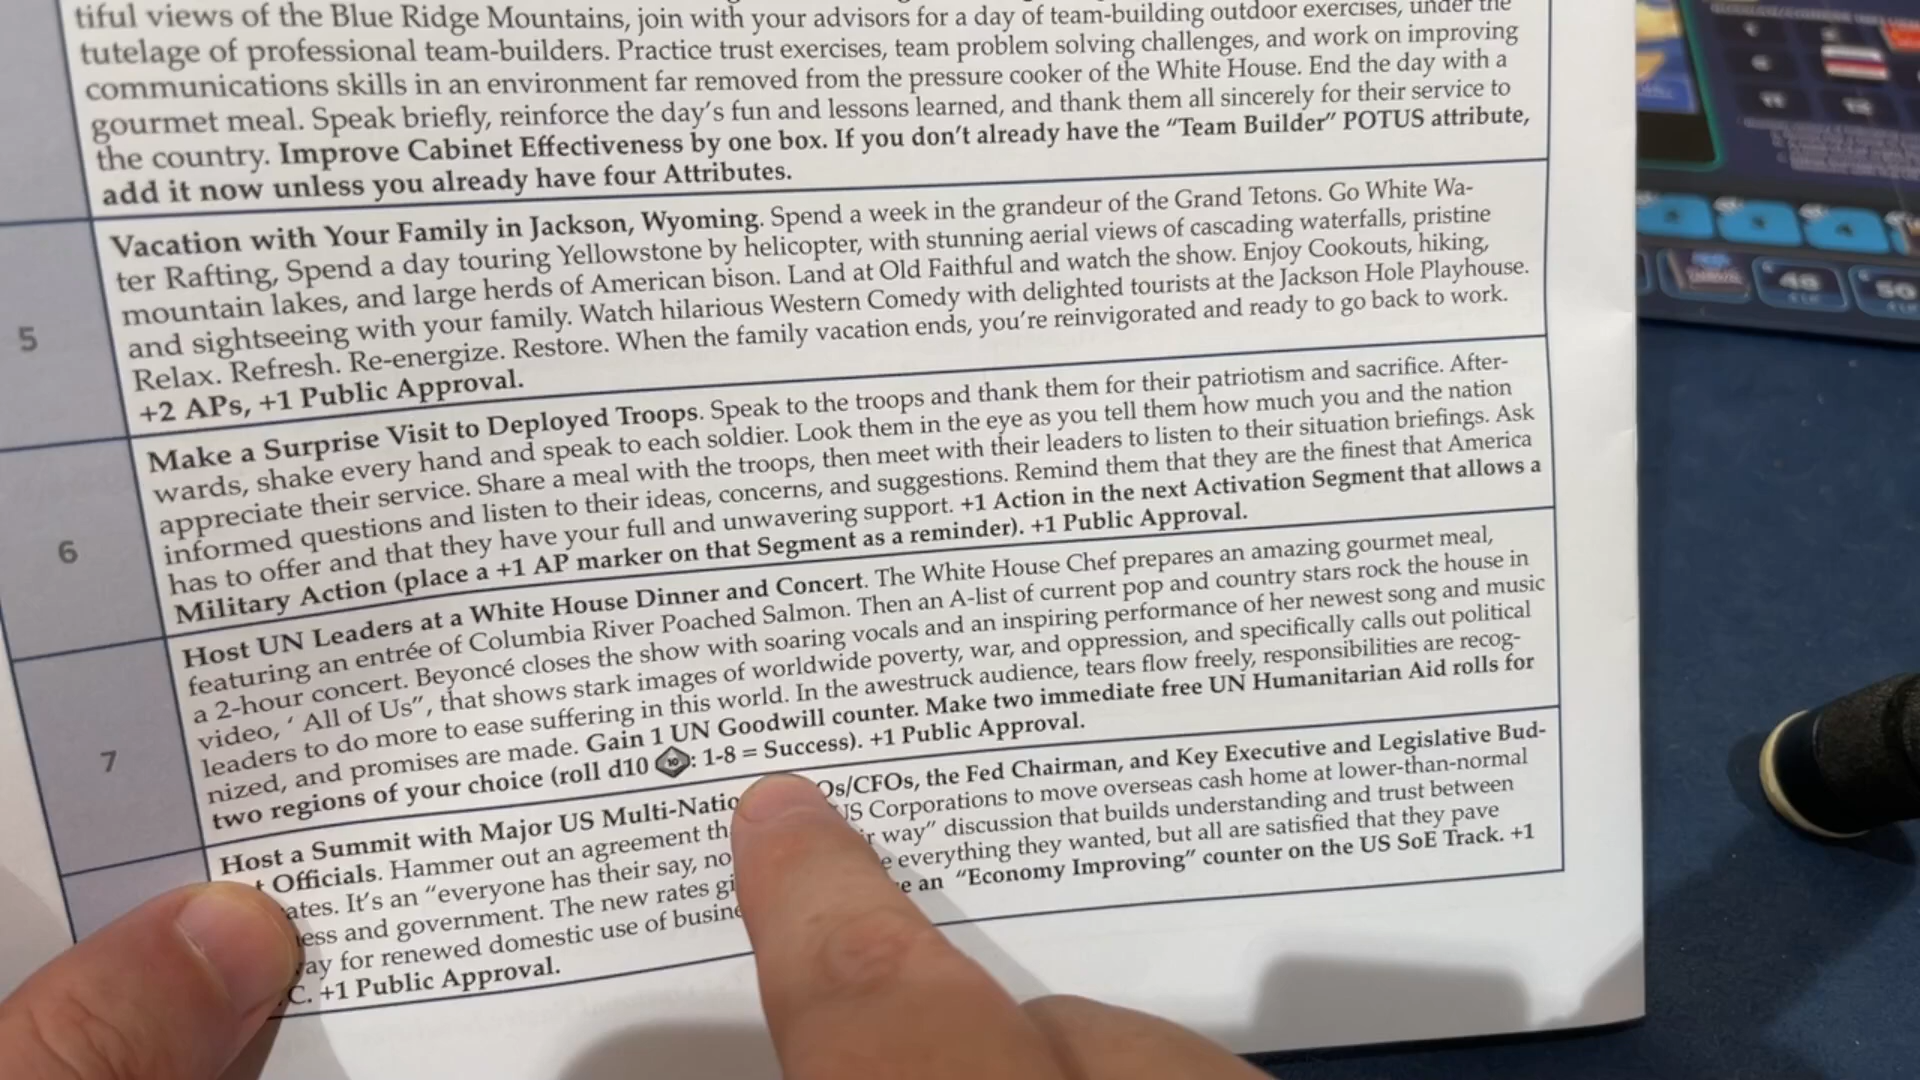 tiful views of the Blue Ridge Mountains, join with your advisors for a day of team-building outdoor exercises, under the
tutelage of professional team-builders. Practice trust exercises, team problem solving challenges, and work on improving
communications skills in an environment far removed from the pressure cooker of the White House. End the day with a
gourmet meal. Speak briefly, reinforce the day's fun and lessons learned, and thank them all sincerely for their service to
the country. Improve Cabinet Effectiveness by one box. If you don't already have the "Team Builder" POTUS attribute,
add it now unless you already have four Attributes.
5
Vacation with Your Family in Jackson, Wyoming. Spend a week in the grandeur of the Grand Tetons. Go White Wa-
ter Rafting, Spend a day touring Yellowstone by helicopter, with stunning aerial views of cascading waterfalls, pristine
mountain lakes, and large herds of American bison. Land at Old Faithful and watch the show. Enjoy Cookouts, hiking,
and sightseeing with your family. Watch hilarious Western Comedy with delighted tourists at the Jackson Hole Playhouse.
Relax. Refresh. Re-energize. Restore. When the family vacation ends, you're reinvigorated and ready to go back to work.
+2 APs, +1 Public Approval.
6
Make a Surprise Visit to Deployed Troops. Speak to the troops and thank them for their patriotism and sacrifice. After-
wards, shake every hand and speak to each soldier. Look them in the eye as you tell them how much you and the nation
appreciate their service. Share a meal with the troops, then meet with their leaders to listen to their situation briefings. Ask
informed questions and listen to their ideas, concerns, and suggestions. Remind them that they are the finest that America
has to offer and that they have your full and unwavering support. +1 Action in the next Activation Segment that allows a
Military Action (place a +1 AP marker on that Segment as a reminder). +1 Public Approval.
7
Host UN Leaders at a White House Dinner and Concert. The White House Chef prepares an amazing gourmet meal,
featuring an entrée of Columbia River Poached Salmon. Then an A-list of current pop and country stars rock the house in
a 2-hour concert. Beyoncé closes the show with soaring vocals and an inspiring performance of her newest song and music
video, ' All of Us", that shows stark images of worldwide poverty, war, and oppression, and specifically calls out political
leaders to do more to ease suffering in this world. In the awestruck audience, tears flow freely, responsibilities are recog-
nized, and promises are made. Gain 1 UN Goodwill counter. Make two immediate free UN Humanitarian Aid rolls for
two regions of your choice (roll d10 10: 1-8 = Success). +1 Public Approval.
Host a Summit with Major US Multi-Natio Os/CFOs, the Fed Chairman, and Key Executive and Legislative Bud-
t Officials. Hammer out an agreement th US Corporations to move overseas cash home at lower-than-normal
ates. It's an "everyone has their say, no r way" discussion that builds understanding and trust between
ess and government. The new rates gi e everything they wanted, but all are satisfied that they pave
ay for renewed domestic use of busine e an "Economy Improving" counter on the US SoE Track. +1
C. +1 Public Approval.